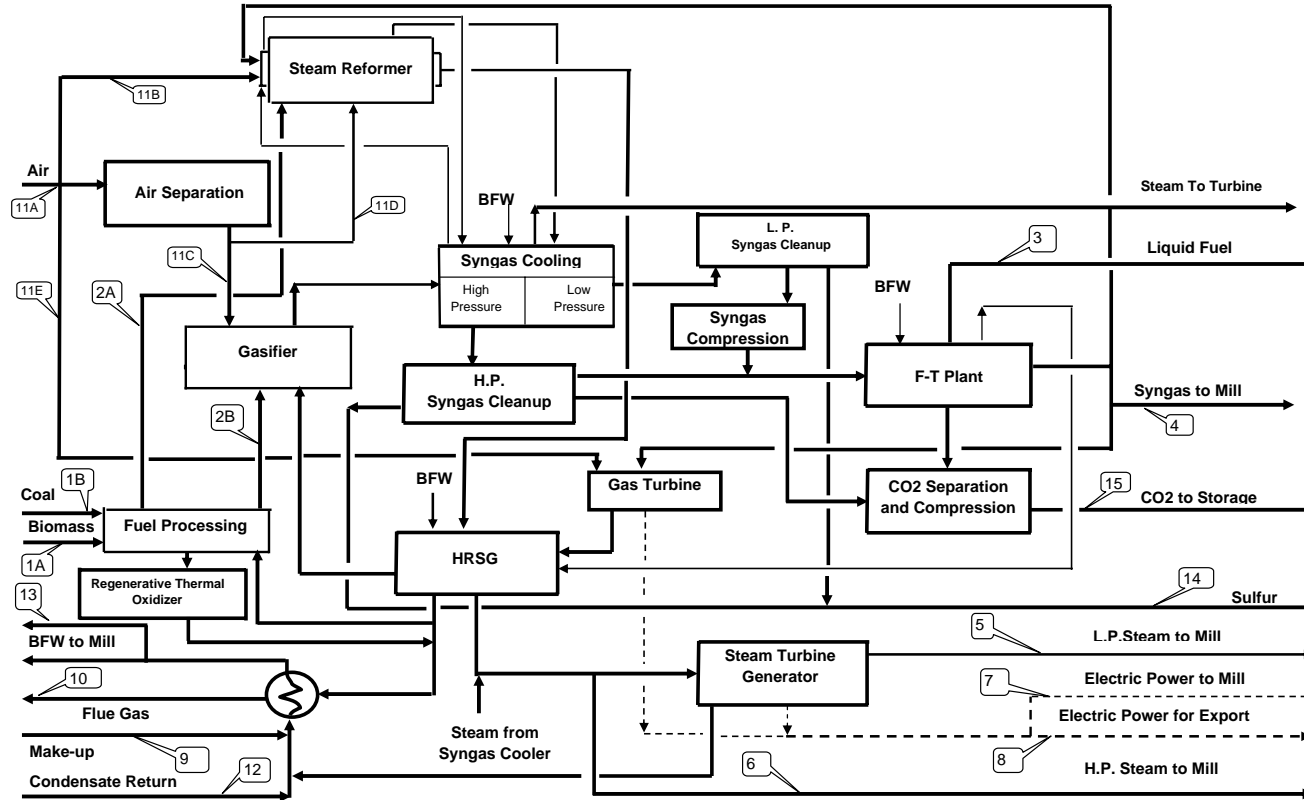 Steam Reformer
11B
Air
Air Separation
11A
11D
BFW
Steam To Turbine
L. P.
Syngas Cleanup
3
Liquid Fuel
11C
Syngas Cooling
High
Pressure
Low
Pressure
11E
2A
BFW
Syngas
Compression
Gasifier
H.P.
Syngas Cleanup
F-T Plant
Syngas to Mill
4
2B
BFW
Gas Turbine
CO2 Separation
and Compression
15
CO2 to Storage
1B
Coal
Biomass
Fuel Processing
1A
HRSG
Regenerative Thermal
Oxidizer
13
14
Sulfur
BFW to Mill
5
L.P.Steam to Mill
Steam Turbine
Generator
10
7
Electric Power to Mill
Flue Gas
Electric Power for Export
Steam from
Syngas Cooler
Make-up
9
8
Condensate Return
12
6
H.P. Steam to Mill